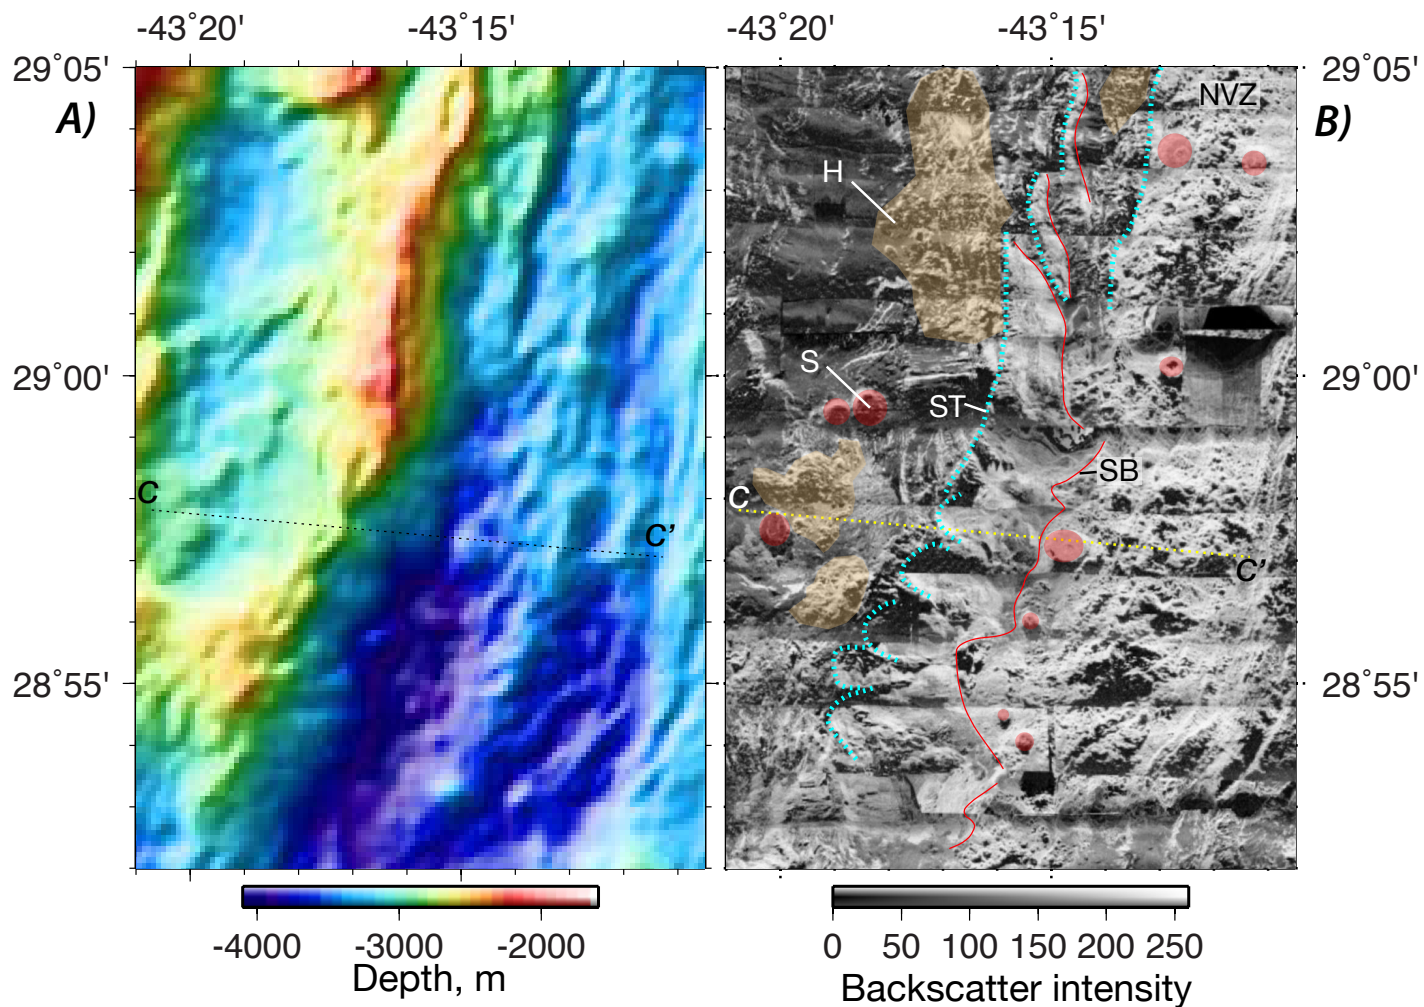 -43˚20' -43˚15' -43˚20' -43˚15'
29˚05' 29˚05'
A) NVZ B)
H
29˚00' S 29˚00'
ST
SB
C C
C' C'
28˚55' 28˚55'
-4000 -3000 -2000 0 50 100 150 200 250
Depth, m Backscatter intensity